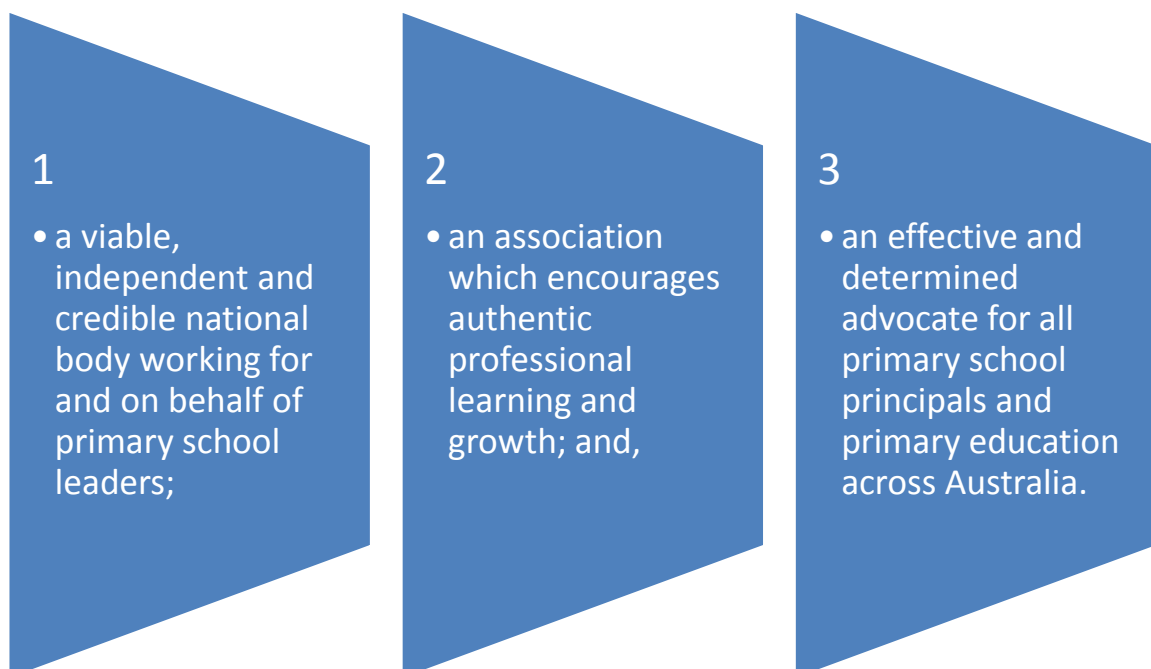 1
• a viable,
independent and
credible national
body working for
and on behalf of
primary school
leaders;
2
• an association
which encourages
authentic
professional
learning and
growth; and,
3
• an effective and
determined
advocate for all
primary school
principals and
primary education
across Australia.